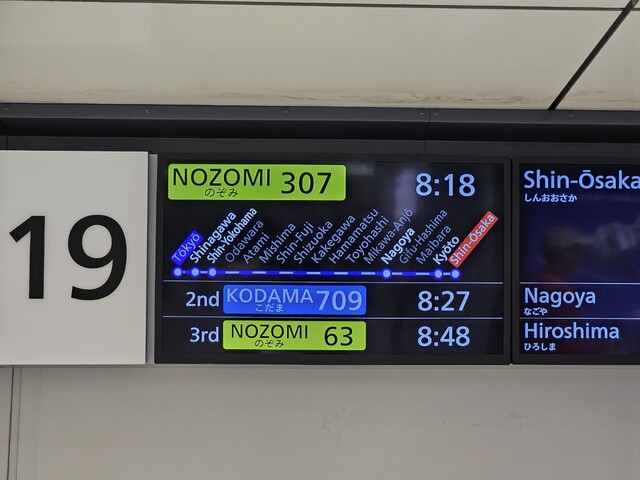 19
NOZOMI 307 8:18
のぞみ
Tōkyō
Shinagawa
Shin-Yokohama
Odawara
Atami
Mishima
Shin-Fuji
Shizuoka
Kakegawa
Hamamatsu
Toyohashi
Mikawa-Anjō
Nagoya
Gifu-Hashima
Maibara
Kyōto
Shin-Ōsaka
2nd KODAMA 709 8:27
こだま
3rd NOZOMI 63 8:48
のぞみ
Shin-Ōsaka
しんおおさか
Nagoya
なごや
Hiroshima
ひろしま